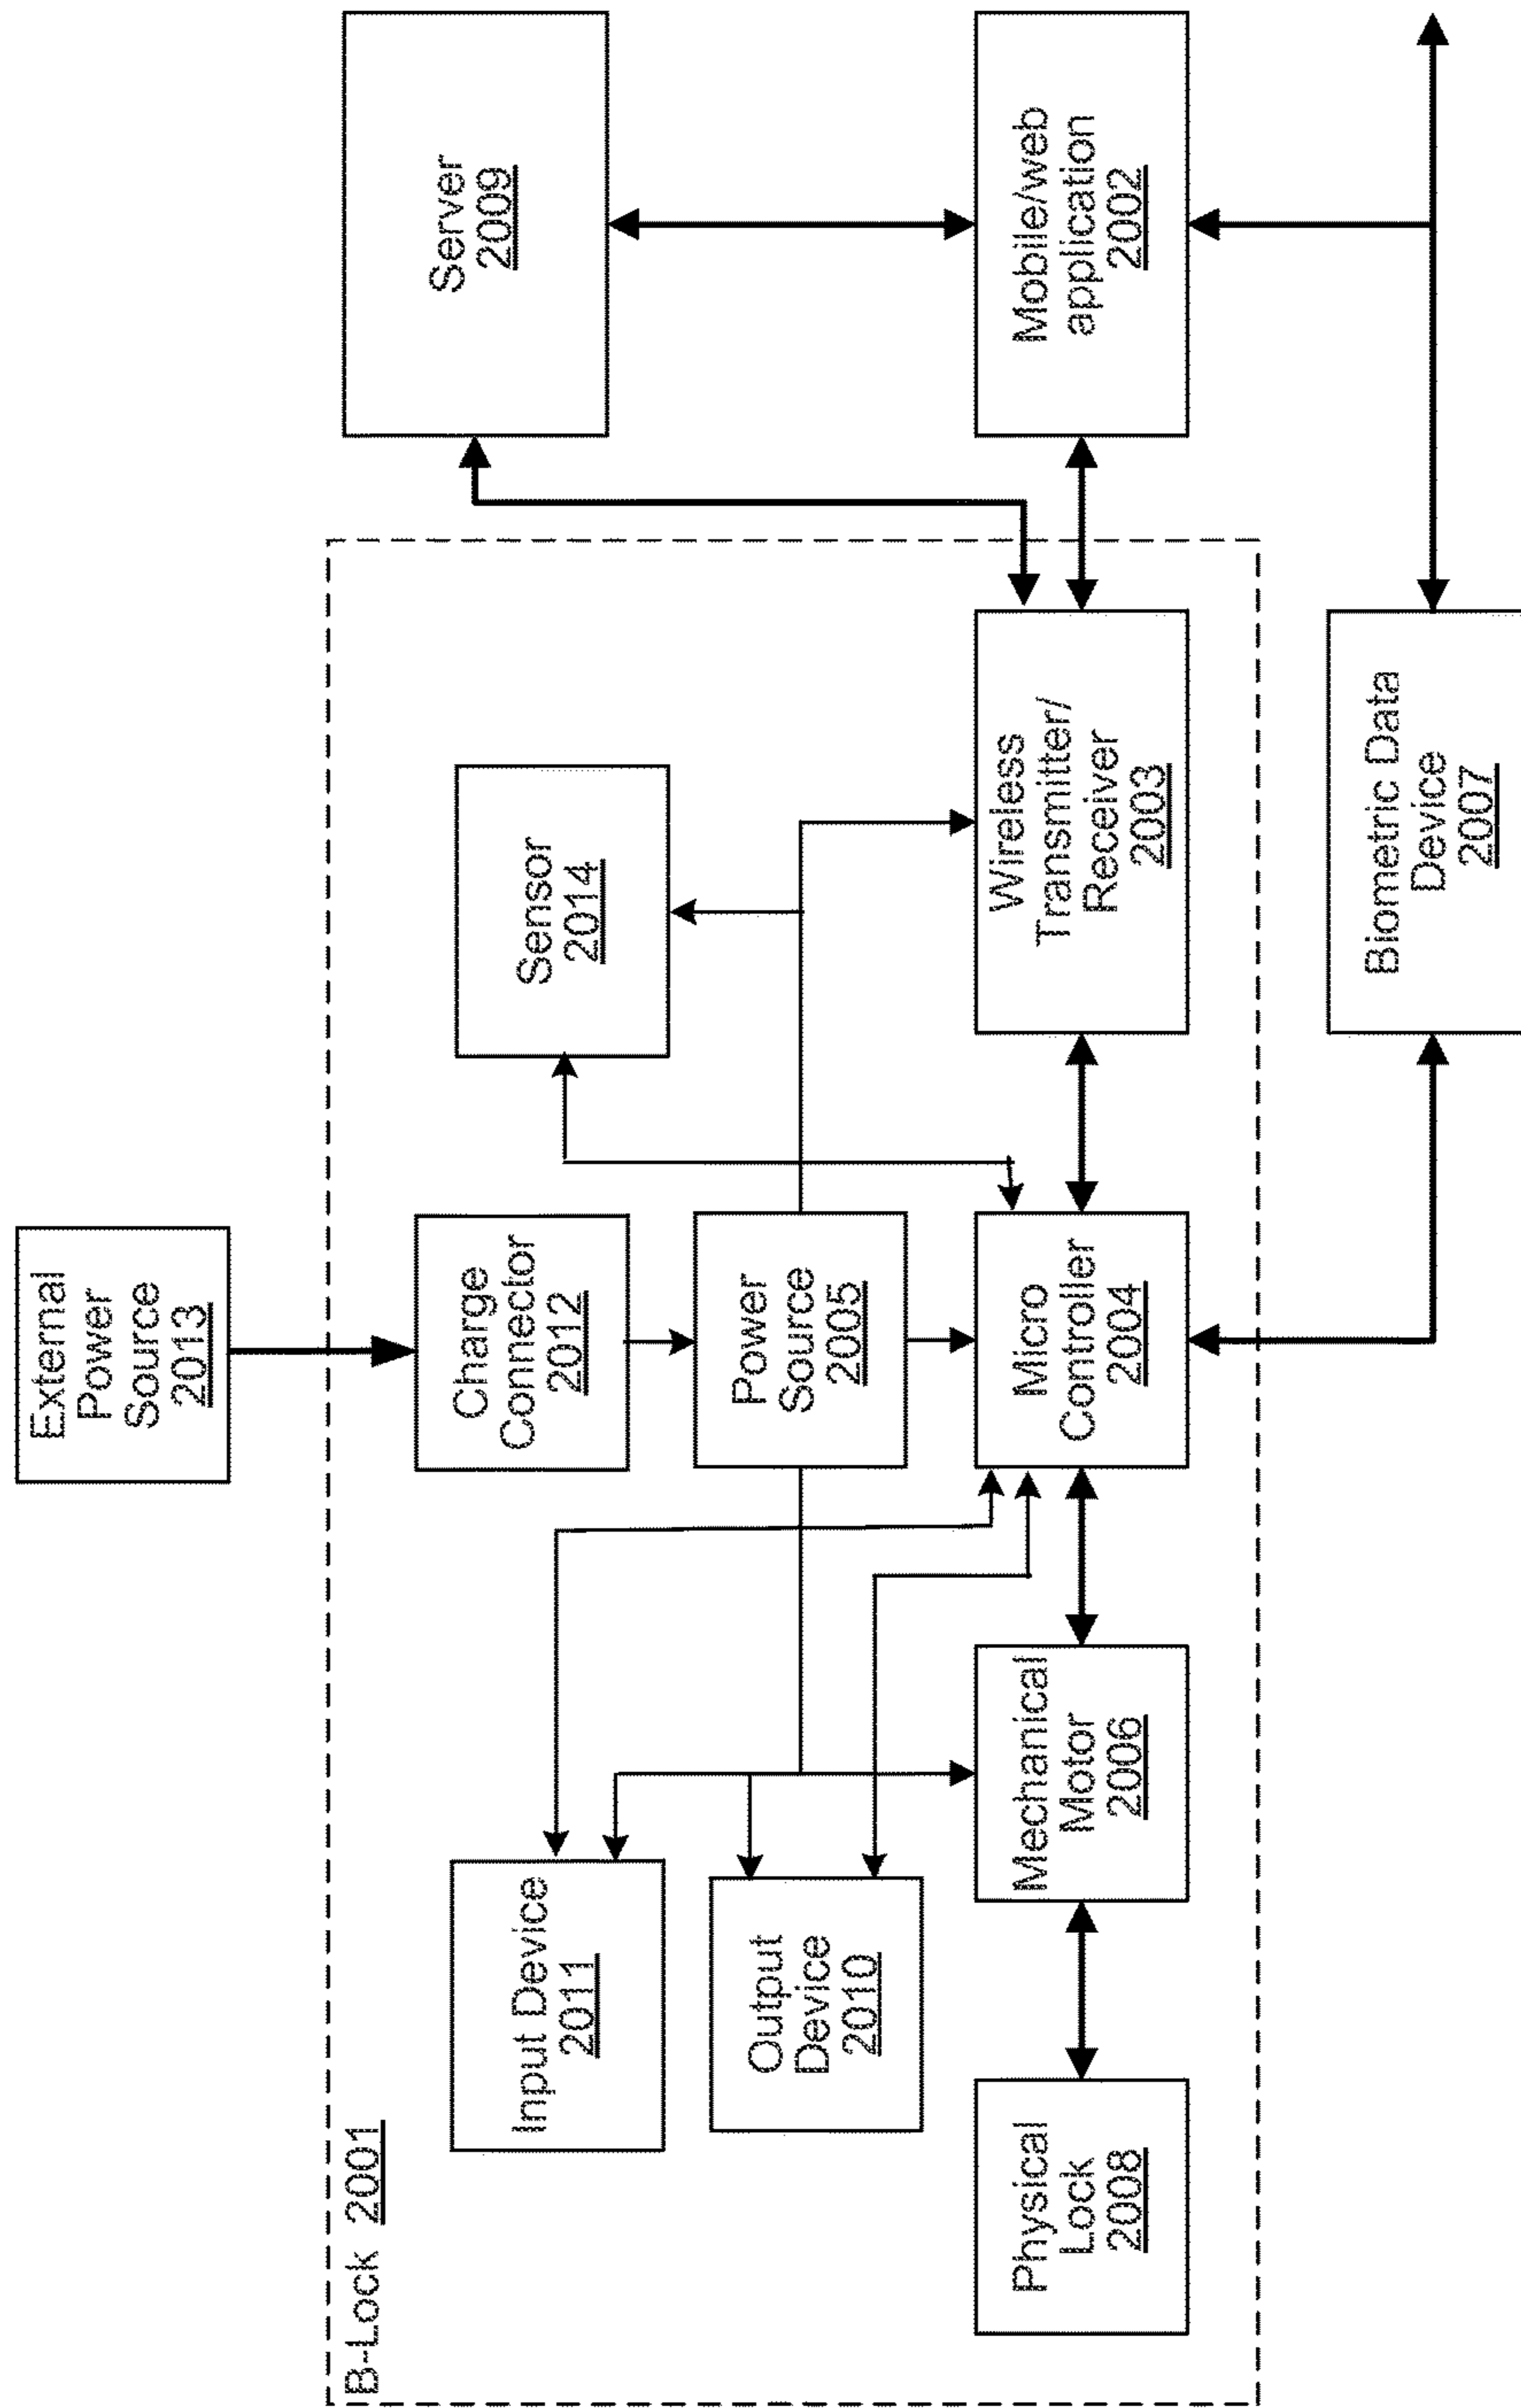 External
Power
Source
2013
B-Lock 2001
Input Device
2011
Charge
Connector
2012
Sensor
2014
Server
2009
Output
Device
2010
Power
Source
2005
Physical
Lock
2008
Mechanical
Motor
2006
Micro
Controller
2004
Wireless
Transmitter/
Receiver
2003
Mobile/web
application
2002
Biometric Data
Device
2007